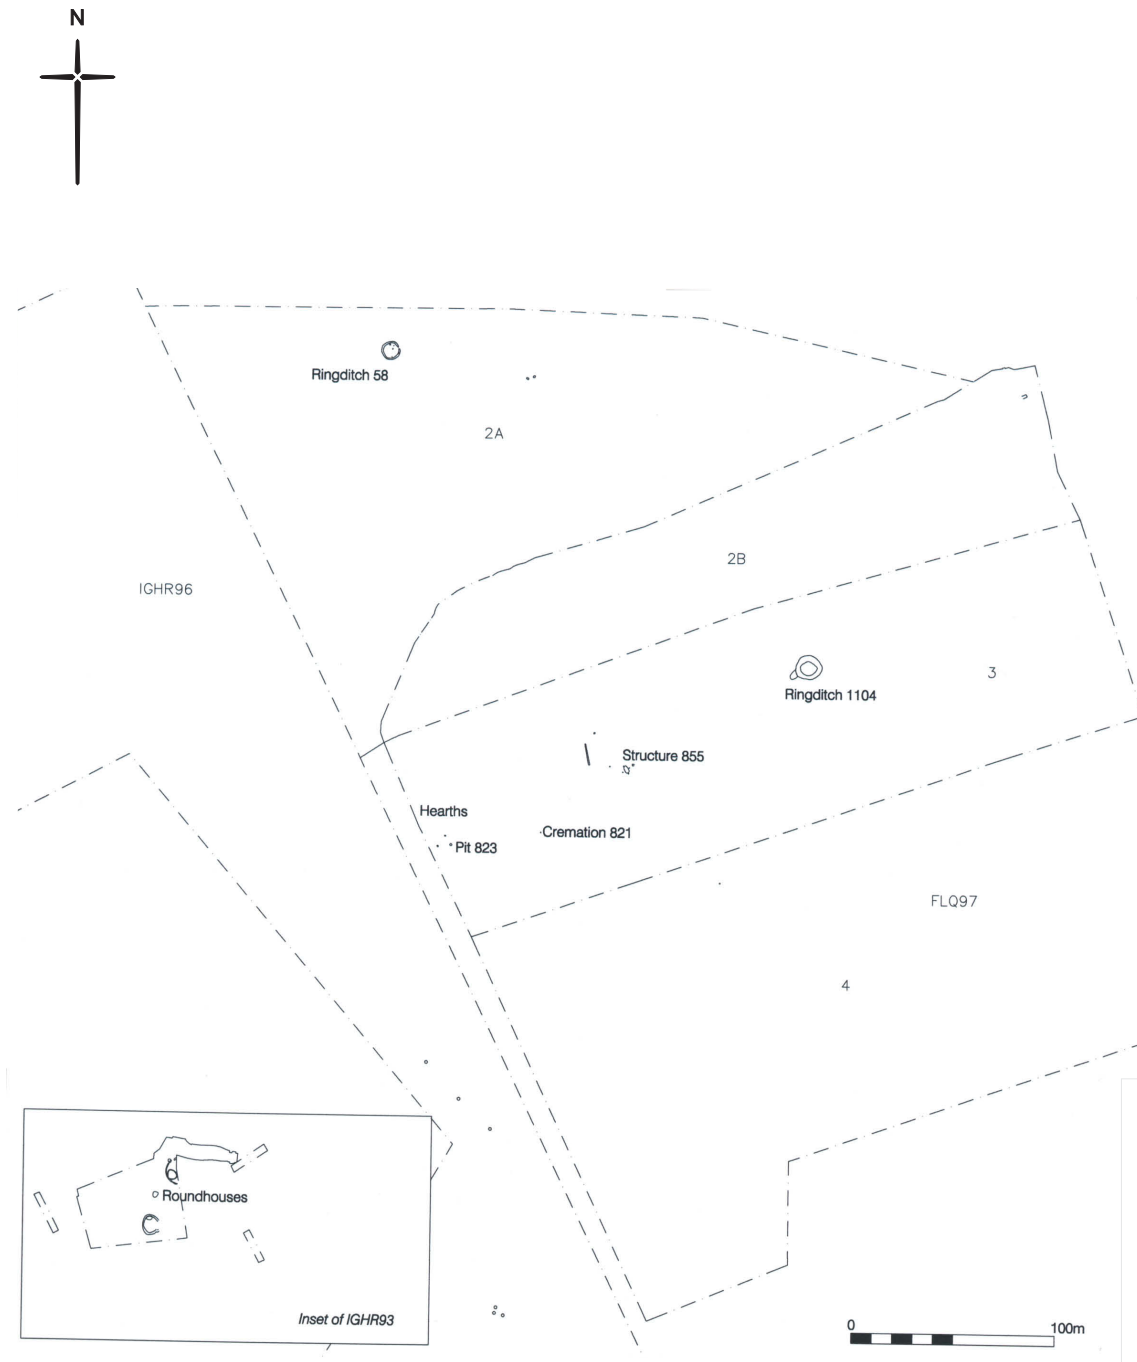 N
Ringditch 58
2A
2B
IGHR96
3
Ringditch 1104
Structure 855
Hearths
Cremation 821
Pit 823
FLQ97
4
Roundhouses
Inset of IGHR93
0 100m